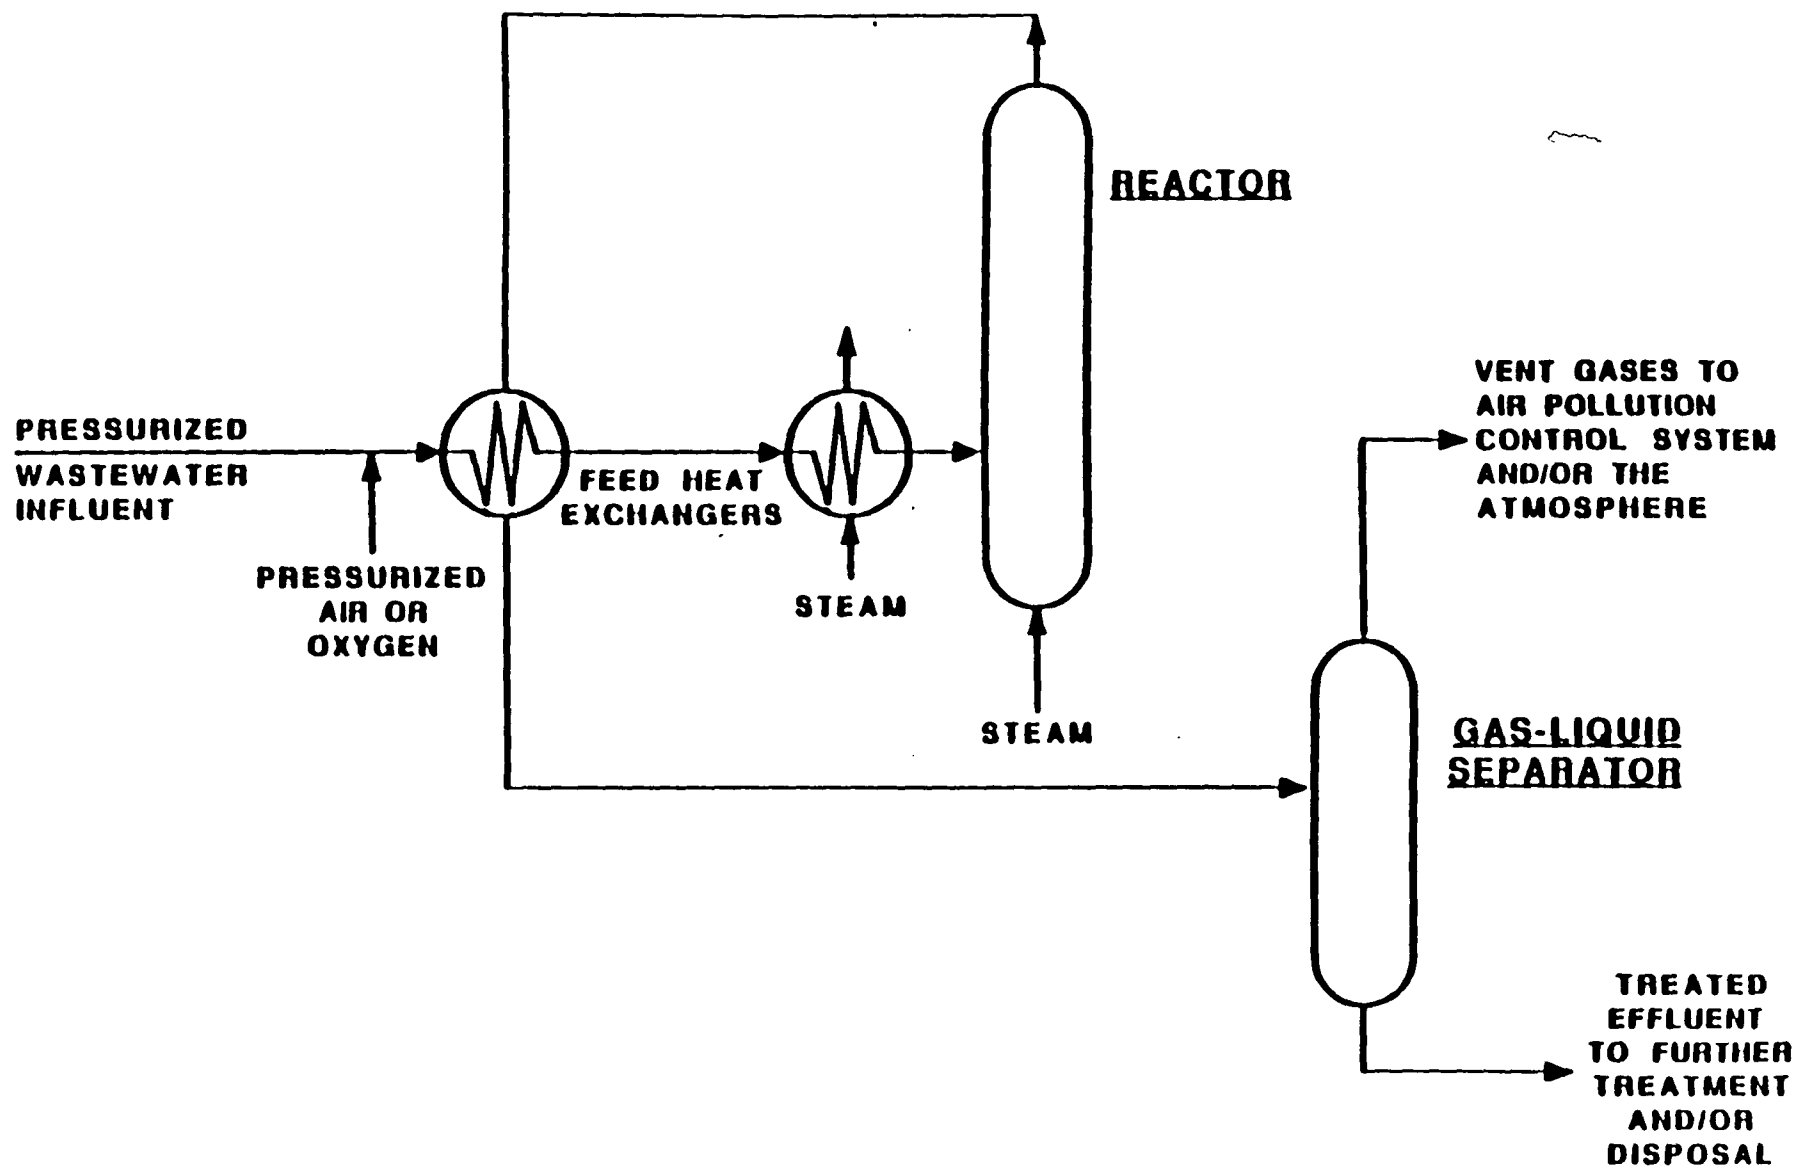 REACTOR
PRESSURIZED
WASTEWATER
INFLUENT
PRESSURIZED
AIR OR
OXYGEN
FEED HEAT
EXCHANGERS
STEAM
STEAM
VENT GASES TO
AIR POLLUTION
CONTROL SYSTEM
AND/OR THE
ATMOSPHERE
GAS-LIQUID
SEPARATOR
TREATED
EFFLUENT
TO FURTHER
TREATMENT
AND/OR
DISPOSAL